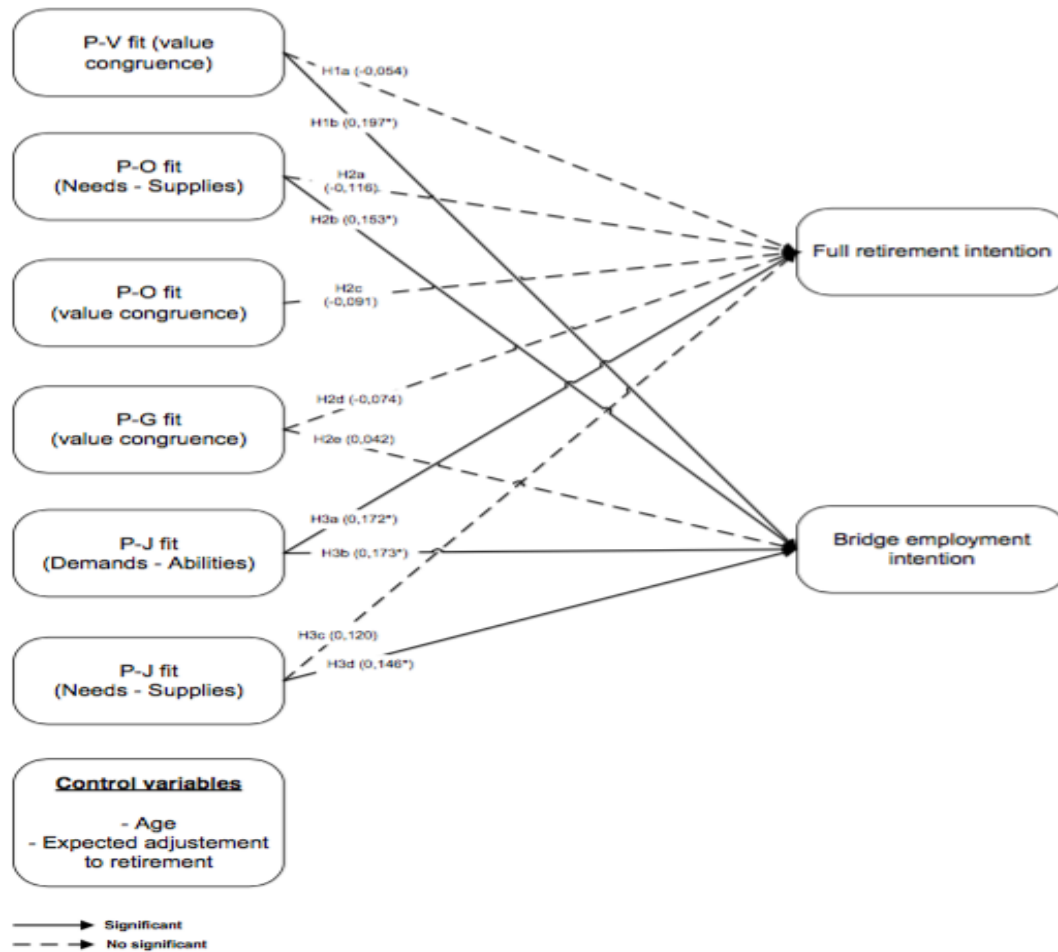 P-V fit (value
congruence)
H1a (-0,054)
H1b (0,197*)
P-O fit
(Needs - Supplies)
H2a
(-0,116)
H2b (0,153*)
Full retirement intention
P-O fit
(value congruence)
H2c
(-0,091)
P-G fit
(value congruence)
H2d (-0,074)
H2e (0,042)
P-J fit
(Demands - Abilities)
H3a (0,172*)
H3b (0,173*)
Bridge employment
intention
P-J fit
(Needs - Supplies)
H3c (0,120)
H3d (0,146*)
Control variables
- Age
- Expected adjustement
to retirement
Significant
No significant